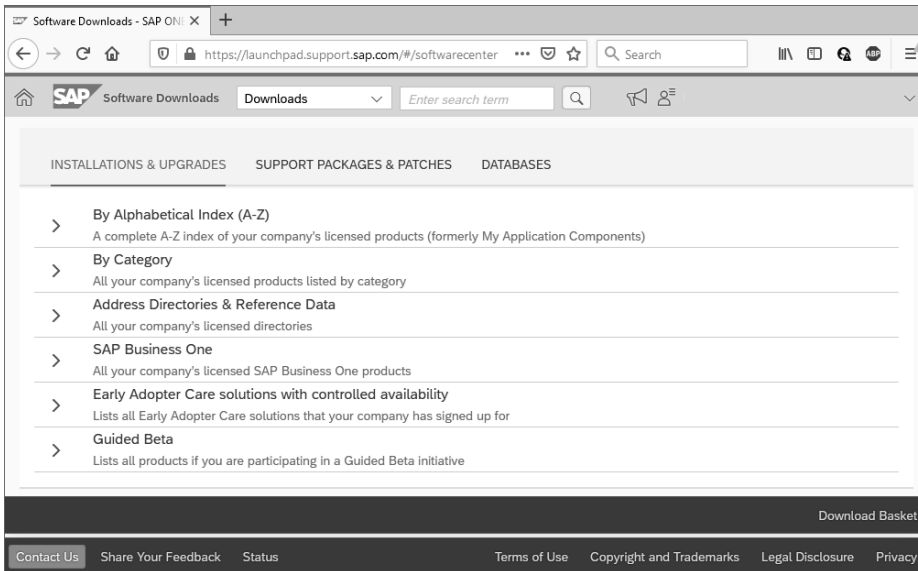 Software Downloads - SAP ONE
https://launchpad.support.sap.com/#/softwarecenter
Search
ABP
SAP Software Downloads
Downloads
Enter search term
INSTALLATIONS & UPGRADES SUPPORT PACKAGES & PATCHES DATABASES
By Alphabetical Index (A-Z)
A complete A-Z index of your company's licensed products (formerly My Application Components)
By Category
All your company's licensed products listed by category
Address Directories & Reference Data
All your company's licensed directories
SAP Business One
All your company's licensed SAP Business One products
Early Adopter Care solutions with controlled availability
Lists all Early Adopter Care solutions that your company has signed up for
Guided Beta
Lists all products if you are participating in a Guided Beta initiative
Download Basket
Contact Us Share Your Feedback Status Terms of Use Copyright and Trademarks Legal Disclosure Privacy